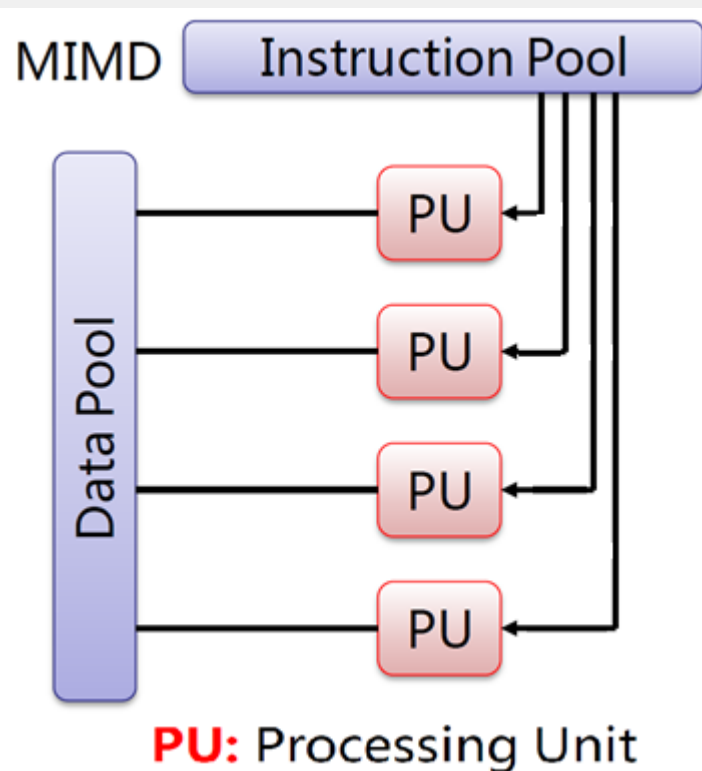 MIMD
Instruction Pool
PU
PU
PU
PU
Data Pool
PU: Processing Unit